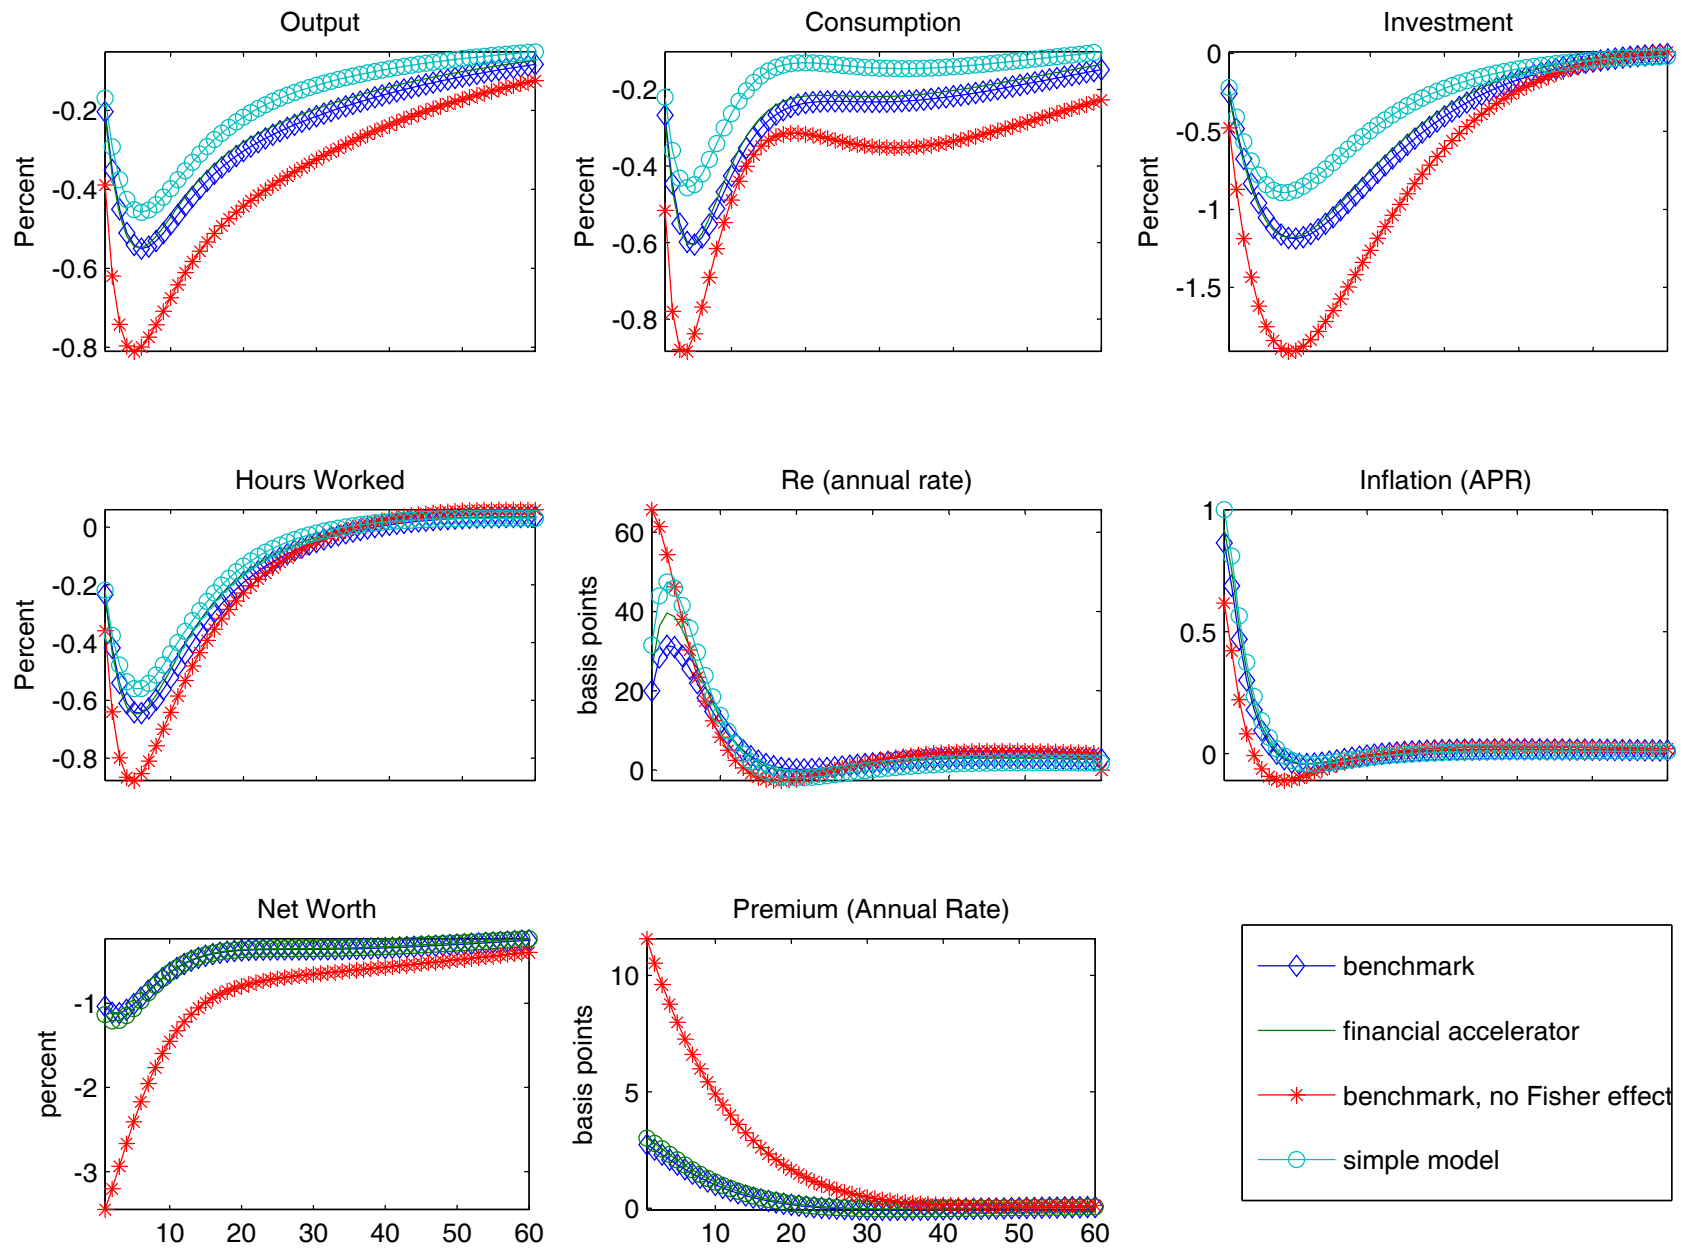 Output
Percent
-0.2
-0.4
-0.6
-0.8
Consumption
Percent
-0.2
-0.4
-0.6
-0.8
Investment
Percent
0
-0.5
-1
-1.5
Hours Worked
Percent
0
-0.2
-0.4
-0.6
-0.8
Re (annual rate)
basis points
60
40
20
0
Inflation (APR)
1
0.5
0
Net Worth
percent
-1
-2
-3
10 20 30 40 50 60
Premium (Annual Rate)
basis points
10
5
0
10 20 30 40 50 60
benchmark
financial accelerator
benchmark, no Fisher effect
simple model